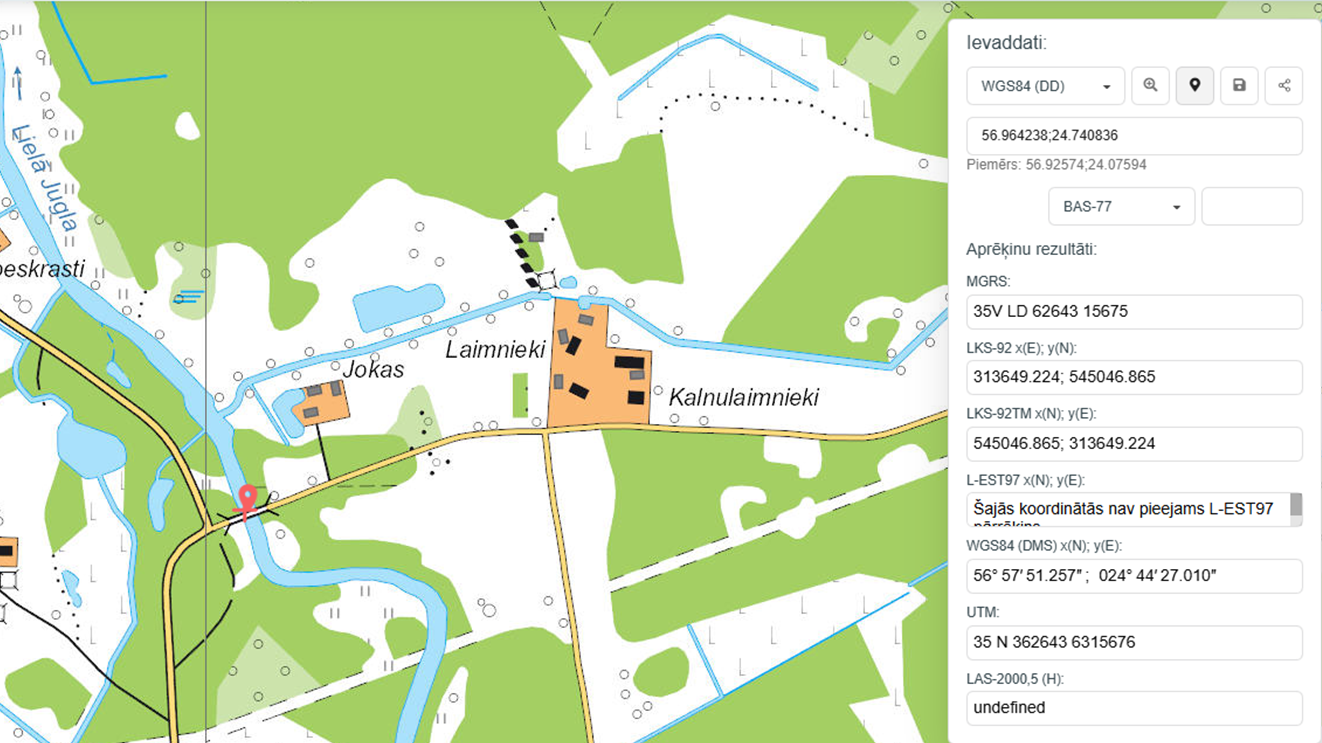 Lielā Jugla
Laimnieki
Jokas
Kalnulaimnieki
Ievaddati:
WGS84 (DD)
56.964238;24.740836
Piemērs: 56.92574;24.07594
BAS-77
Aprēķinu rezultāti:
MGRS:
35V LD 62643 15675
LKS-92 x(E); y(N):
313649.224; 545046.865
LKS-92TM x(N); y(E):
545046.865; 313649.224
L-EST97 x(N); y(E):
Šajās koordinātās nav pieejams L-EST97
WGS84 (DMS) x(N); y(E):
56° 57′ 51.257″ ; 024° 44′ 27.010″
UTM:
35 N 362643 6315676
LAS-2000,5 (H):
undefined